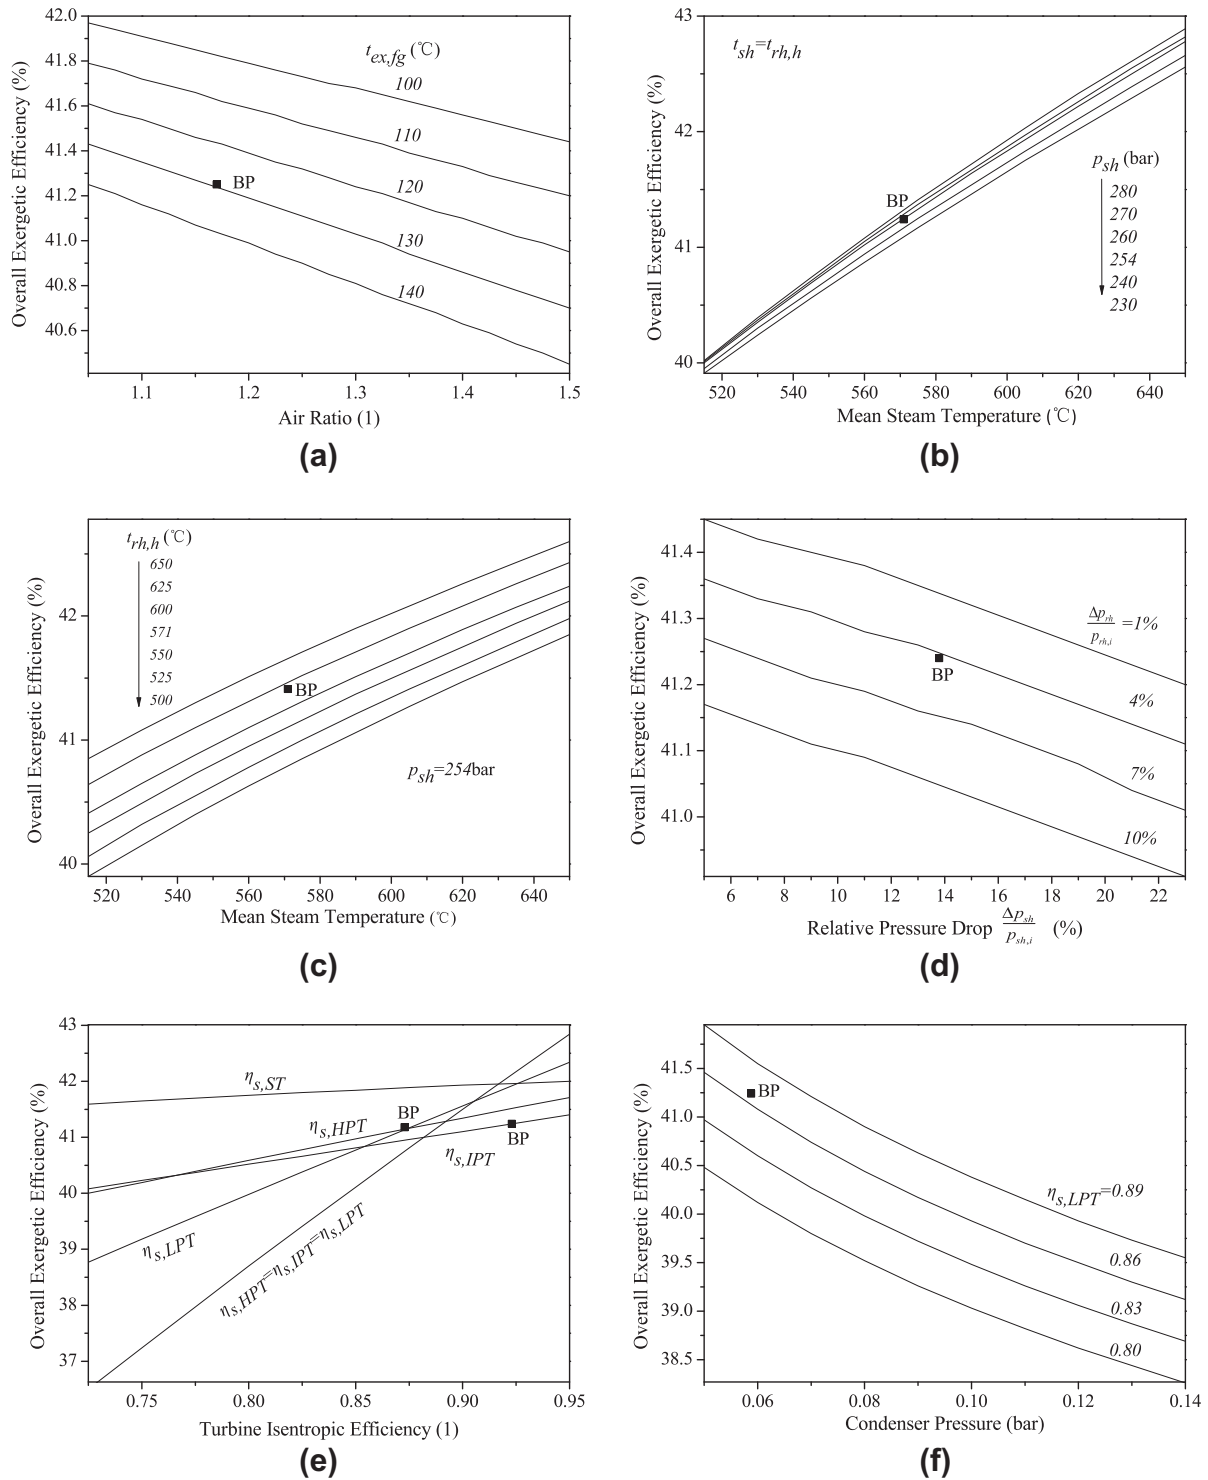 42.0
41.8
41.6
41.4
41.2
41.0
40.8
40.6
Overall Exergetic Efficiency (%)
t_ex,fg (℃)
100
110
120
130
140
BP
1.1 1.2 1.3 1.4 1.5
Air Ratio (1)
(a)
43
42
41
40
Overall Exergetic Efficiency (%)
t_sh=t_rh,h
BP
p_sh (bar)
280
270
260
254
240
230
520 540 560 580 600 620 640
Mean Steam Temperature (℃)
(b)
42
41
40
Overall Exergetic Efficiency (%)
t_rh,h (℃)
650
625
600
571
550
525
500
BP
p_sh=254bar
520 540 560 580 600 620 640
Mean Steam Temperature (℃)
(c)
41.4
41.3
41.2
41.1
41.0
Overall Exergetic Efficiency (%)
Δp_rh/p_rh,i =1%
BP
4%
7%
10%
6 8 10 12 14 16 18 20 22
Relative Pressure Drop Δp_sh/p_sh,i (%)
(d)
43
42
41
40
39
38
37
Overall Exergetic Efficiency (%)
η_s,ST
η_s,HPT
BP
BP
η_s,IPT
η_s,LPT
η_s,HPT=η_s,IPT=η_s,LPT
0.75 0.80 0.85 0.90 0.95
Turbine Isentropic Efficiency (1)
(e)
41.5
41.0
40.5
40.0
39.5
39.0
38.5
Overall Exergetic Efficiency (%)
BP
η_s,LPT=0.89
0.86
0.83
0.80
0.06 0.08 0.10 0.12 0.14
Condenser Pressure (bar)
(f)